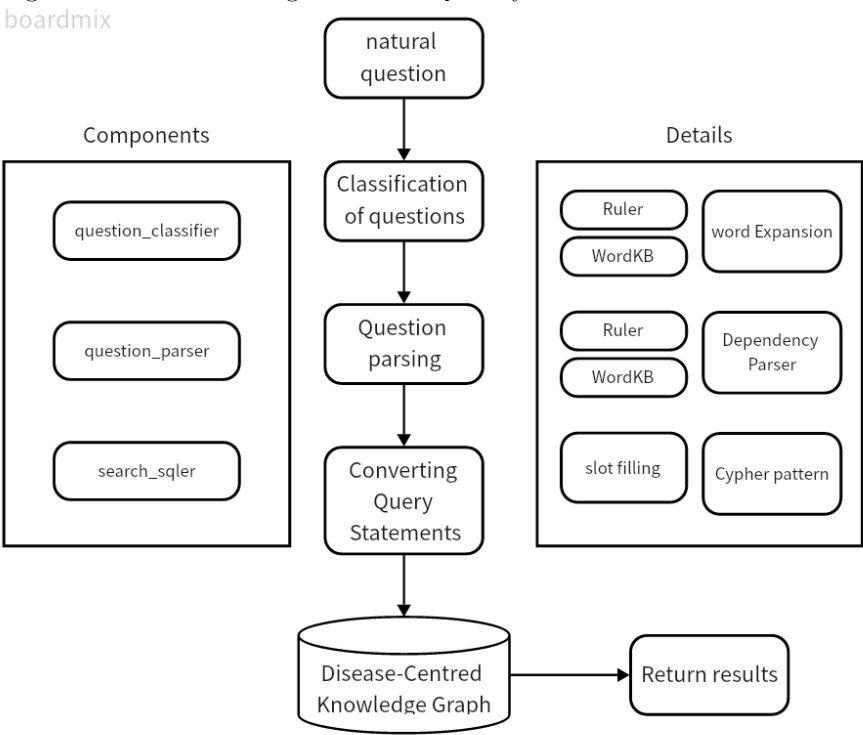 boardmix
natural
question
Components
Details
Classification
of questions
question_classifier
Ruler
WordKB
word Expansion
Question
parsing
question_parser
Ruler
WordKB
Dependency
Parser
Converting
Query
Statements
search_sqler
slot filling
Cypher pattern
Disease-Centred
Knowledge Graph
Return results